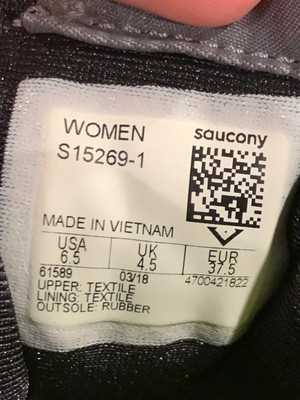 WOMEN
saucony
S15269-1
MADE IN VIETNAM
USA UK EUR
6.5 4.5 37.5
61589 03/18 4700421822
UPPER: TEXTILE
LINING: TEXTILE
OUTSOLE: RUBBER